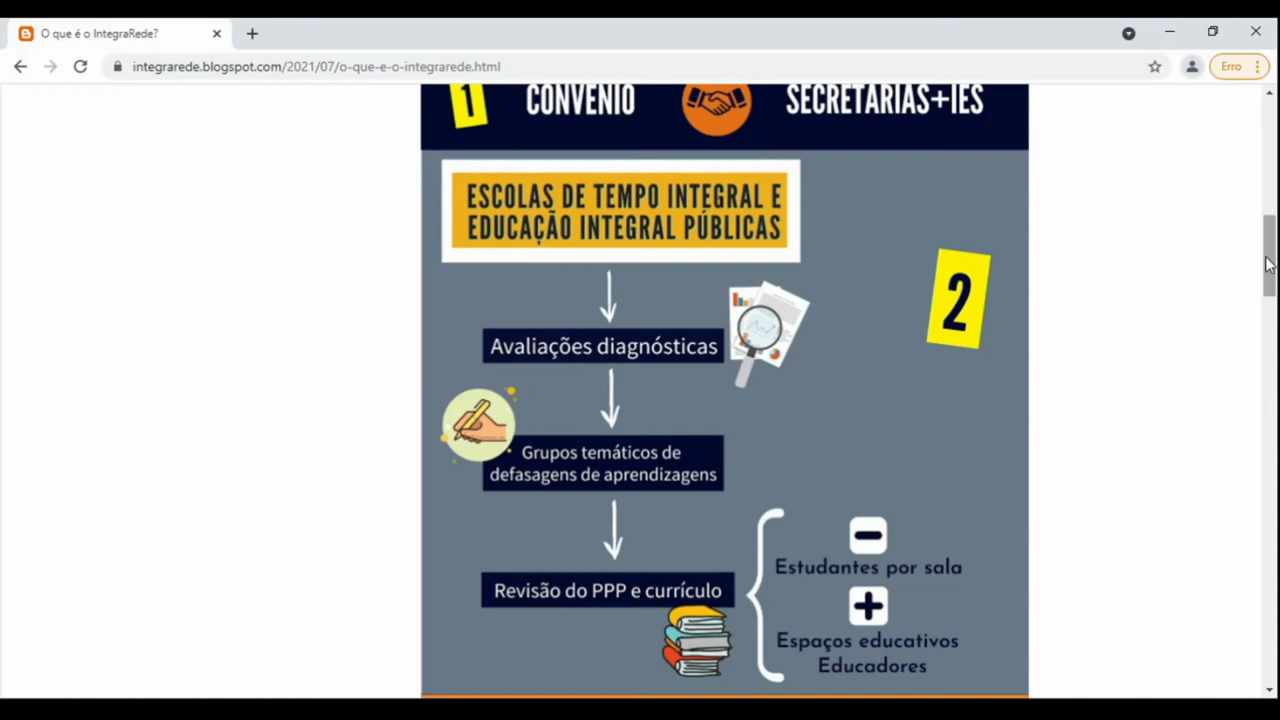 O que é o IntegraRede?
integrarede.blogspot.com/2021/07/o-que-e-o-integrarede.html
Erro
1 CONVÊNIO SECRETARIAS+IES
ESCOLAS DE TEMPO INTEGRAL E
EDUCAÇÃO INTEGRAL PÚBLICAS
2
Avaliações diagnósticas
Grupos temáticos de
defasagens de aprendizagens
Revisão do PPP e currículo
Estudantes por sala
Espaços educativos
Educadores